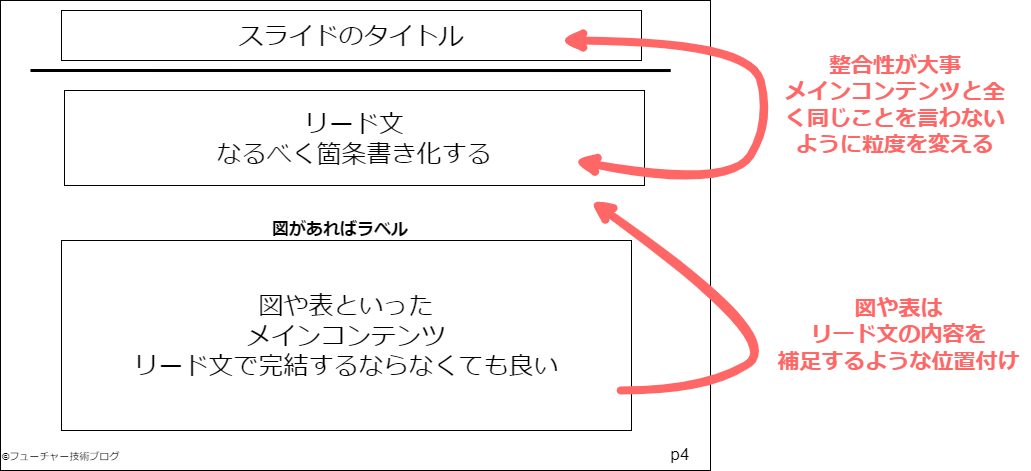 スライドのタイトル
リード文
なるべく箇条書き化する
図があればラベル
図や表といった
メインコンテンツ
リード文で完結するならなくても良い
©フューチャー技術ブログ
p4
整合性が大事
メインコンテンツと全
く同じことを言わない
ように粒度を変える
図や表は
リード文の内容を
補足するような位置付け